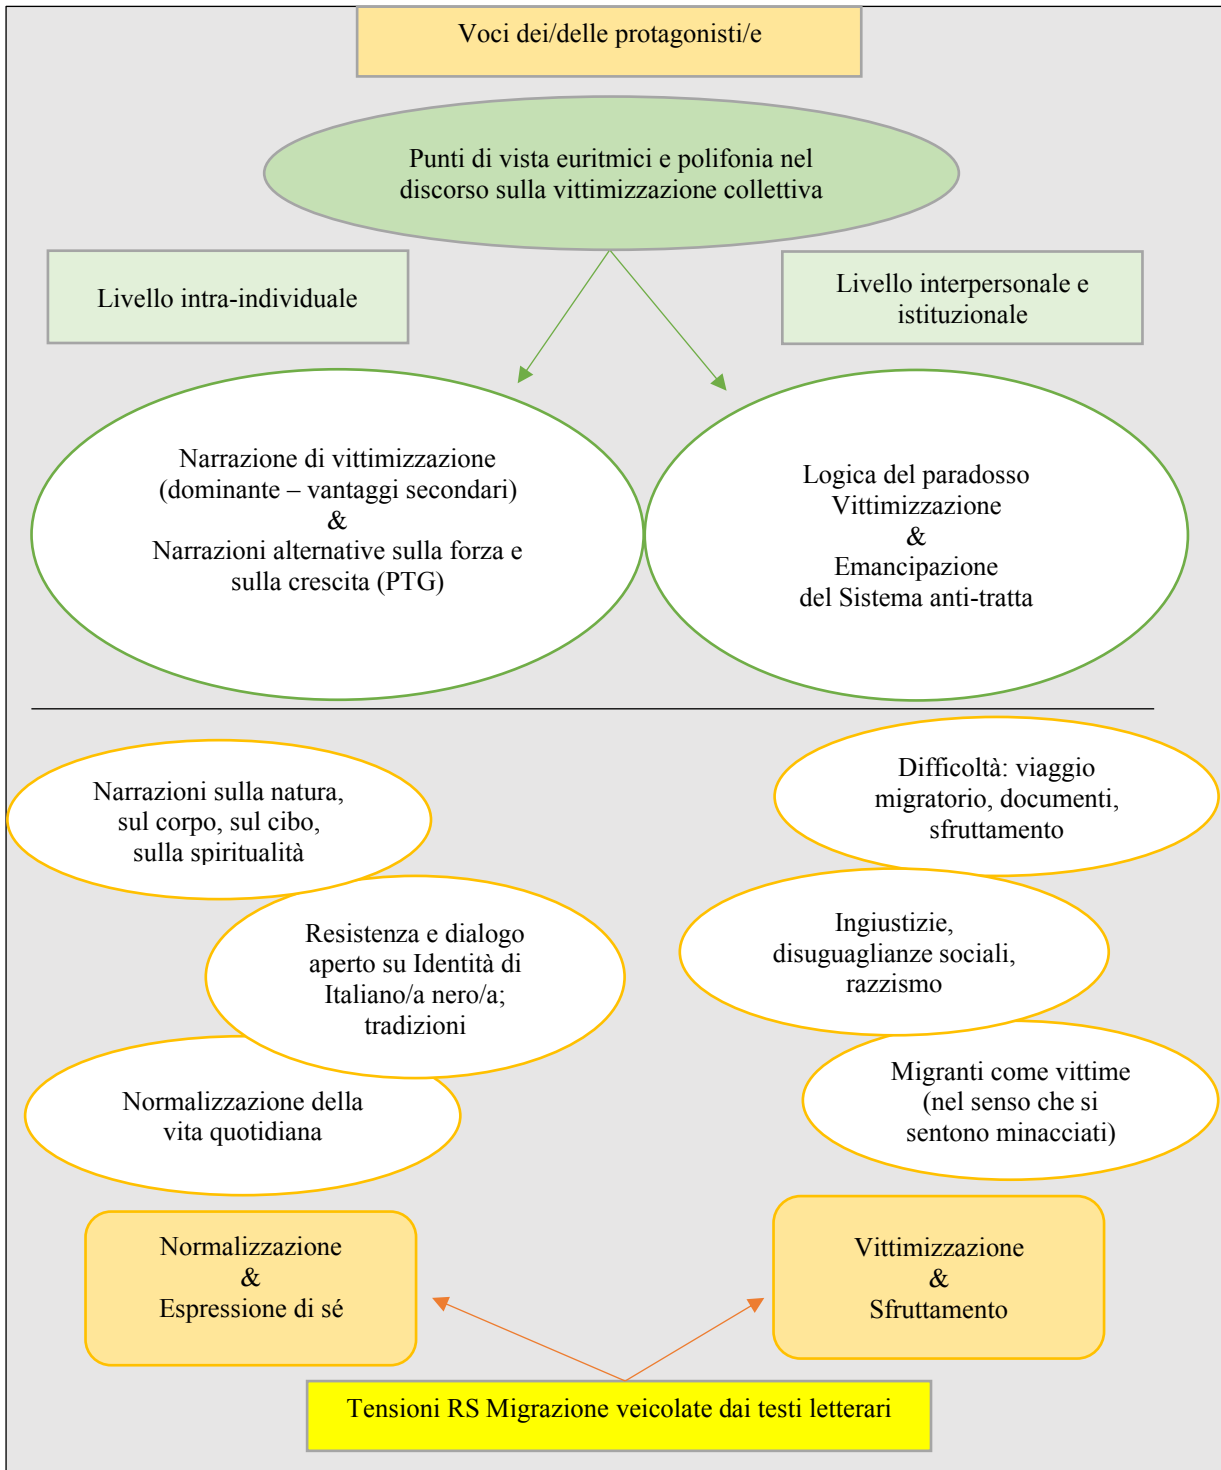 Voci dei/delle protagonisti/e
Punti di vista euritmici e polifonia nel
discorso sulla vittimizzazione collettiva
Livello intra-individuale
Livello interpersonale e
istituzionale
Narrazione di vittimizzazione
(dominante – vantaggi secondari)
&
Narrazioni alternative sulla forza e
sulla crescita (PTG)
Logica del paradosso
Vittimizzazione
&
Emancipazione
del Sistema anti-tratta
Narrazioni sulla natura,
sul corpo, sul cibo,
sulla spiritualità
Resistenza e dialogo
aperto su Identità di
Italiano/a nero/a;
tradizioni
Normalizzazione della
vita quotidiana
Difficoltà: viaggio
migratorio, documenti,
sfruttamento
Ingiustizie,
disuguaglianze sociali,
razzismo
Migranti come vittime
(nel senso che si
sentono minacciati)
Normalizzazione
&
Espressione di sé
Vittimizzazione
&
Sfruttamento
Tensioni RS Migrazione veicolate dai testi letterari